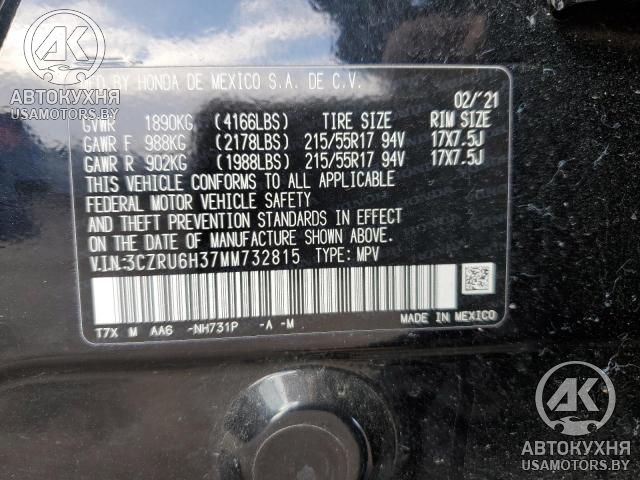 AK
АВТОКУХНЯ
USAMOTORS.BY
MFD BY HONDA DE MEXICO S.A. DE C.V. 02/'21
GVWR 1890KG (4166LBS) TIRE SIZE RIM SIZE
GAWR F 988KG (2178LBS) 215/55R17 94V 17X7.5J
GAWR R 902KG (1988LBS) 215/55R17 94V 17X7.5J
THIS VEHICLE CONFORMS TO ALL APPLICABLE
FEDERAL MOTOR VEHICLE SAFETY
AND THEFT PREVENTION STANDARDS IN EFFECT
ON THE DATE OF MANUFACTURE SHOWN ABOVE.
V.I.N:3CZRU6H37MM732815 TYPE: MPV
T7X M AA6 -NH731P -A -M MADE IN MEXICO
AK
АВТОКУХНЯ
USAMOTORS.BY